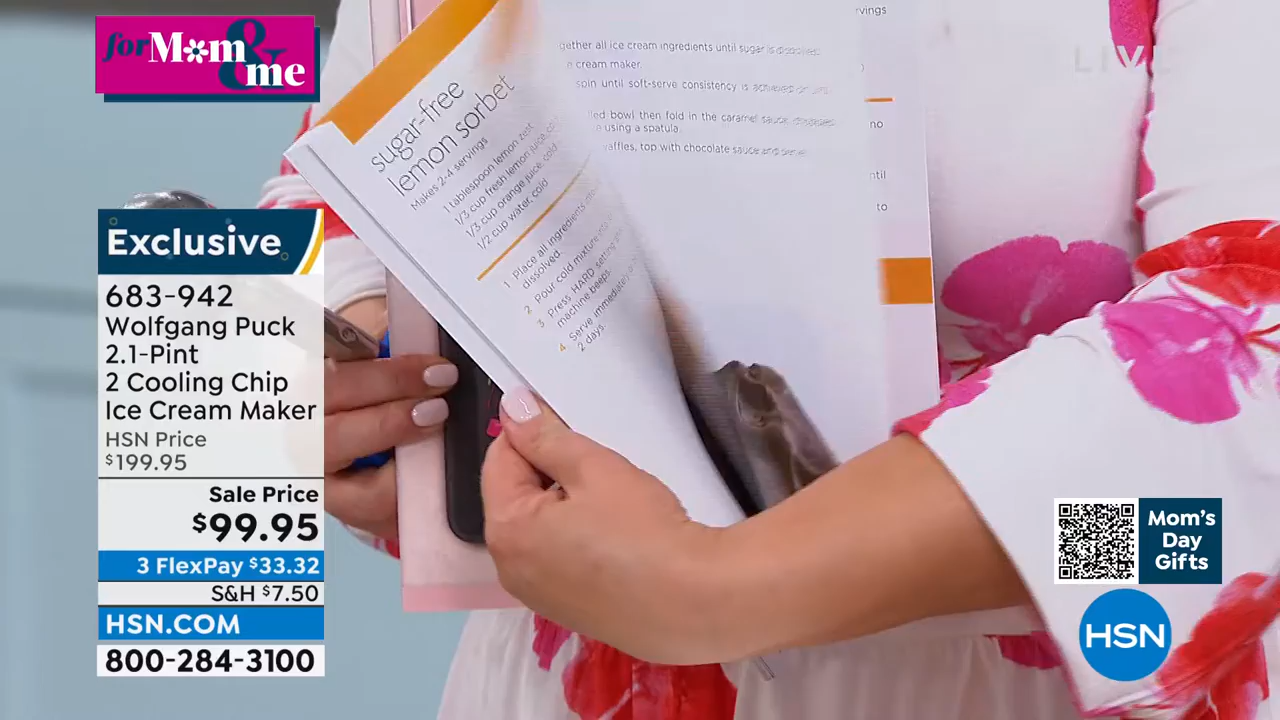 for Mom
&
me
LIVE
Exclusive
683-942
Wolfgang Puck
2.1-Pint
2 Cooling Chip
Ice Cream Maker
HSN Price
$199.95
Sale Price
$99.95
3 FlexPay $33.32
S&H $7.50
HSN.COM
800-284-3100
sugar-free
lemon sorbet
Makes 2-4 servings
1 tablespoon lemon zest
1/3 cup fresh lemon juice,
1/3 cup orange juice, cold
1/2 cup water, cold
1 Place all ingredients
dissolved.
2 Pour cold mixture
3 Press HARD setting
machine beeps.
4 Serve immediately
2 days.
gether all ice cream ingredients until sugar is dissolved.
e cream maker.
spin until soft-serve consistency is achieved or until
led bowl then fold in the caramel sauce,
using a spatula.
waffles, top with chocolate sauce and serve
vings
no
ntil
to
Mom's
Day
Gifts
HSN